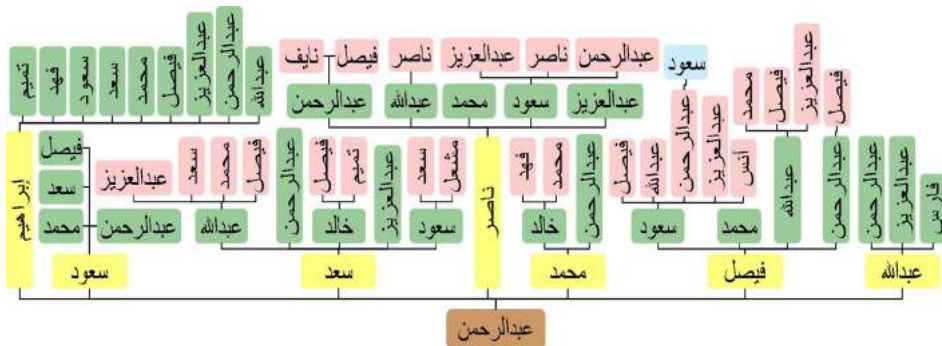 عبدالرحمن
ناصر
عبدالعزيز
ناصر
فيصل
نايف
سعود
محمد
فيصل
عبدالعزيز
فيصل
عبدالله
عبدالرحمن
عبدالعزيز
فيصل
محمد
سعد
سعود
فهد
تميم
عبدالعزيز
سعود
محمد
عبدالله
عبدالرحمن
فيصل
سعد
محمد
عبدالرحمن
عبدالعزيز
سعد
محمد
فيصل
عبدالرحمن
فيصل
تميم
عبدالعزيز
سعد
مشعل
فهد
محمد
عبدالرحمن
فيصل
عبدالله
عبدالرحمن
عبدالعزيز
أنس
عبدالله
عبدالرحمن
عبدالرحمن
عبدالعزيز
فارس
عبدالله
خالد
سعود
خالد
سعود
محمد
إبراهيم
سعود
سعد
ناصر
محمد
فيصل
عبدالله
عبدالرحمن